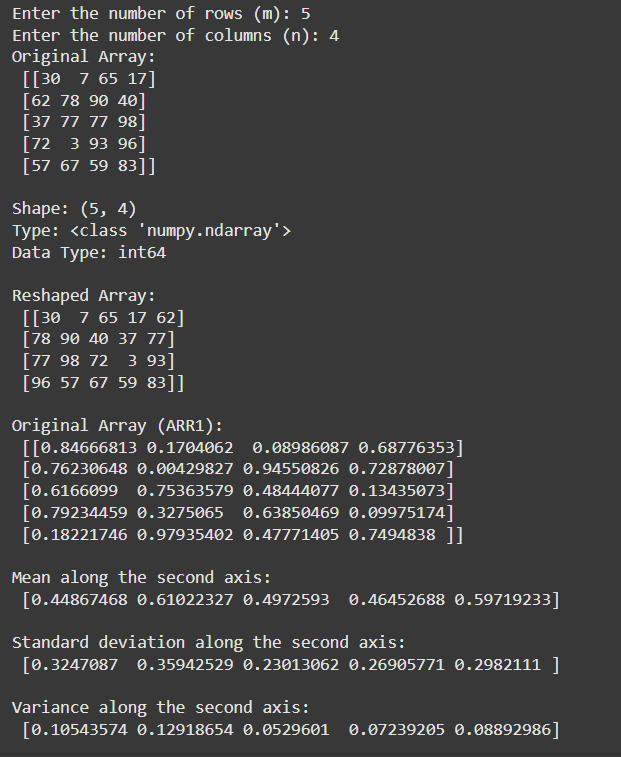 Enter the number of rows (m): 5
Enter the number of columns (n): 4
Original Array:
 [[30  7 65 17]
 [62 78 90 40]
 [37 77 77 98]
 [72  3 93 96]
 [57 67 59 83]]

Shape: (5, 4)
Type: <class 'numpy.ndarray'>
Data Type: int64

Reshaped Array:
 [[30  7 65 17 62]
 [78 90 40 37 77]
 [77 98 72  3 93]
 [96 57 67 59 83]]

Original Array (ARR1):
 [[0.84666813 0.1704062  0.08986087 0.68776353]
 [0.76230648 0.00429827 0.94550826 0.72878007]
 [0.6166099  0.75363579 0.48444077 0.13435073]
 [0.79234459 0.3275065  0.63850469 0.09975174]
 [0.18221746 0.97935402 0.47771405 0.7494838 ]]

Mean along the second axis:
 [0.44867468 0.61022327 0.4972593  0.46452688 0.59719233]

Standard deviation along the second axis:
 [0.3247087  0.35942529 0.23013062 0.26905771 0.2982111 ]

Variance along the second axis:
 [0.10543574 0.12918654 0.0529601  0.07239205 0.08892986]